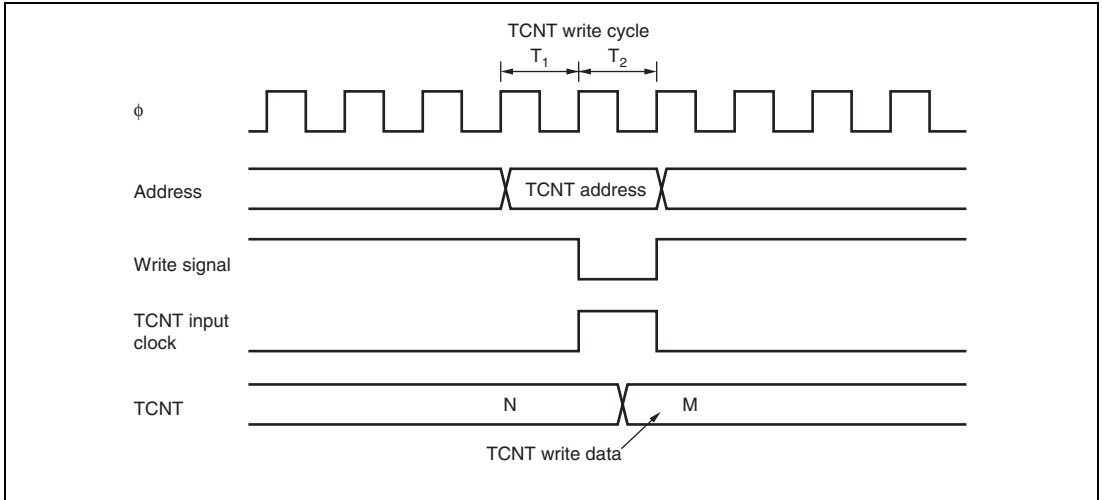 TCNT write cycle
T1 T2
ϕ
Address
TCNT address
Write signal
TCNT input
clock
TCNT
N
M
TCNT write data